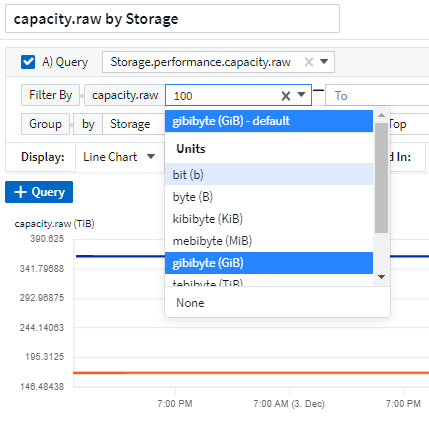 capacity.raw by Storage
A) Query Storage.performance.capacity.raw
Filter By capacity.raw 100 To
gibibyte (GiB) - default
Group by Storage Top
Units
Display: Line Chart d In:
bit (b)
byte (B)
+ Query
kibibyte (KiB)
capacity.raw (TiB)
mebibyte (MiB)
390.625
gibibyte (GiB)
341.79688
tebibyte (TiB)
298.96875
None
244.14063
195.3125
146.48438
7:00 PM 7:00 AM (3. Dec) 7:00 PM